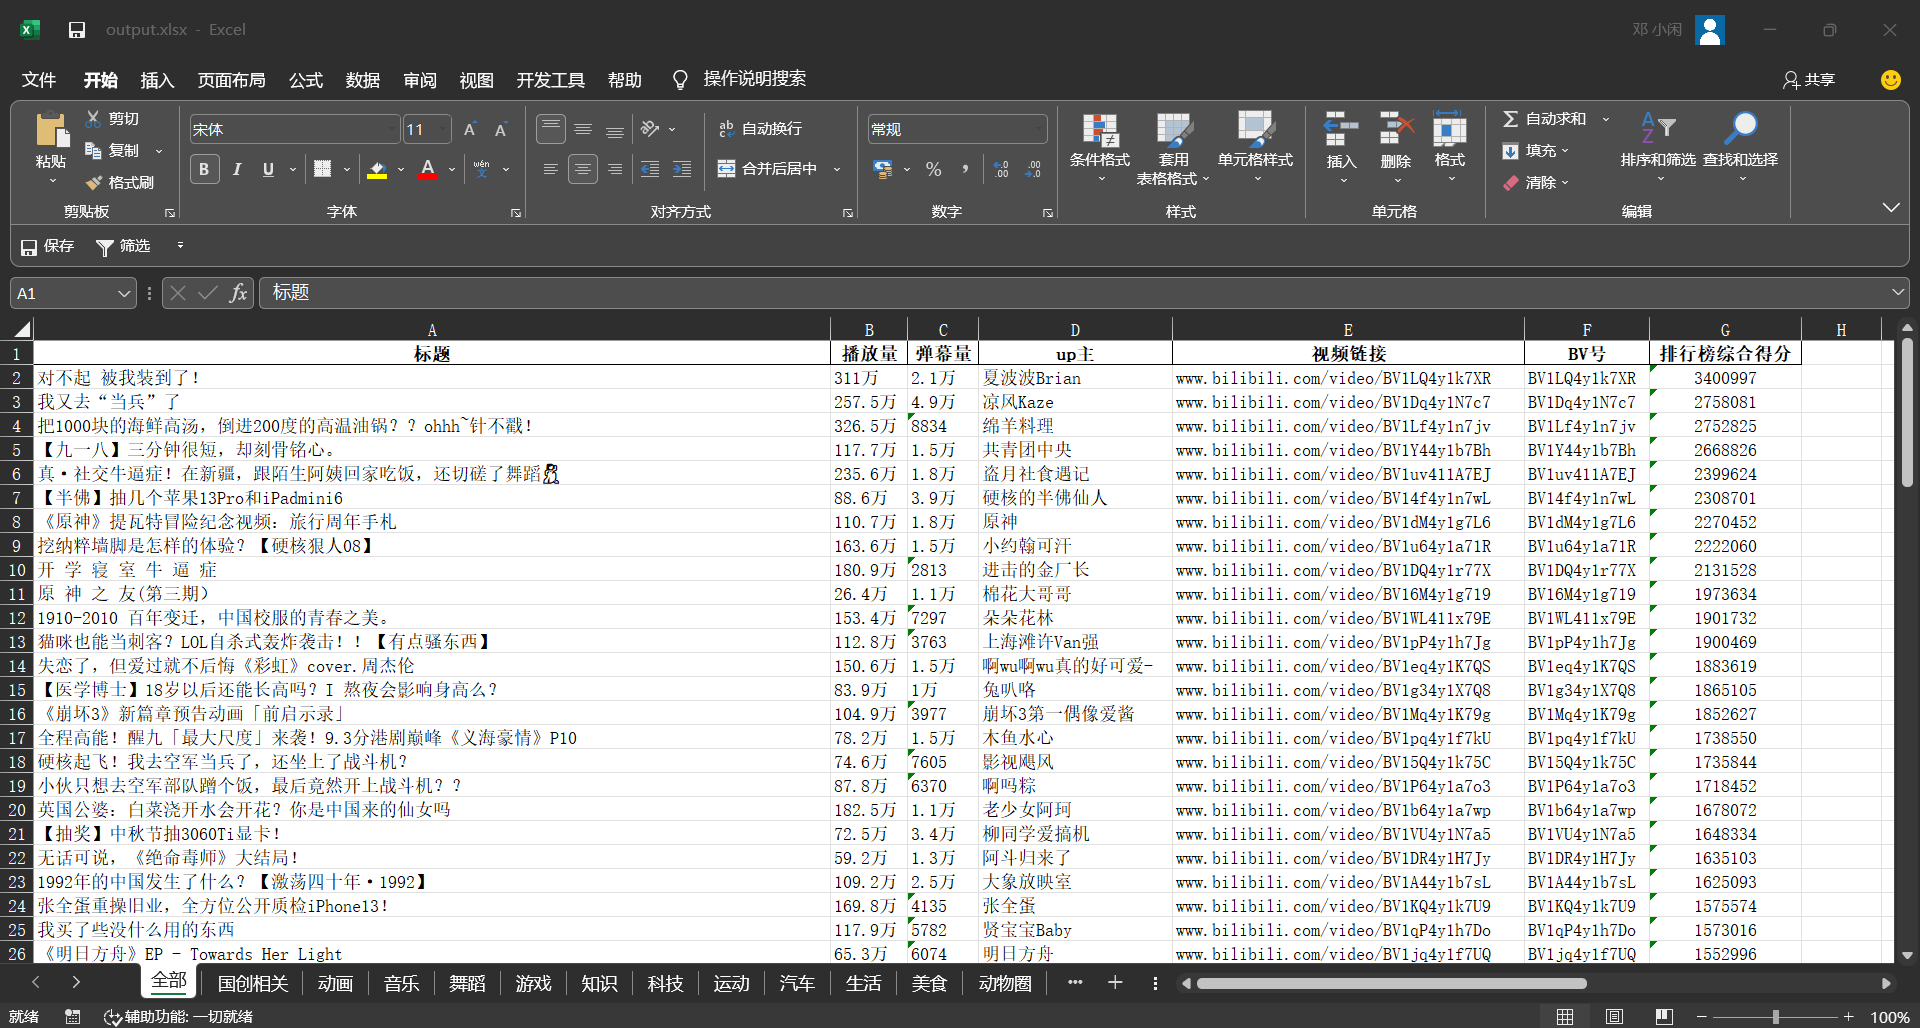 output.xlsx - Excel
邓 小闲
文件 开始 插入 页面布局 公式 数据 审阅 视图 开发工具 帮助 操作说明搜索 共享
粘贴 剪切 复制 格式刷 剪贴板
宋体 11 B I U A wén 文 字体
ab 自动换行 合并后居中 对齐方式
常规 % , 数字
条件格式 套用 表格格式 单元格样式 样式
插入 删除 格式 单元格
∑ 自动求和 填充 清除 排序和筛选 查找和选择 编辑
保存 筛选
A1 fx 标题
A B C D E F G H
1 标题 播放量 弹幕量 up主 视频链接 BV号 排行榜综合得分
2 对不起 被我装到了! 311万 2.1万 夏波波Brian www.bilibili.com/video/BV1LQ4y1k7XR BV1LQ4y1k7XR 3400997
3 我又去“当兵”了 257.5万 4.9万 凉风Kaze www.bilibili.com/video/BV1Dq4y1N7c7 BV1Dq4y1N7c7 2758081
4 把1000块的海鲜高汤，倒进200度的高温油锅？？ohhh~针不戳! 326.5万 8834 绵羊料理 www.bilibili.com/video/BV1Lf4y1n7jv BV1Lf4y1n7jv 2752825
5 【九一八】三分钟很短，却刻骨铭心。 117.7万 1.5万 共青团中央 www.bilibili.com/video/BV1Y44y1b7Bh BV1Y44y1b7Bh 2668826
6 真·社交牛逼症！在新疆，跟陌生阿姨回家吃饭，还切磋了舞蹈 235.6万 1.8万 盗月社食遇记 www.bilibili.com/video/BV1uv411A7EJ BV1uv411A7EJ 2399624
7 【半佛】抽几个苹果13Pro和iPadmini6 88.6万 3.9万 硬核的半佛仙人 www.bilibili.com/video/BV14f4y1n7wL BV14f4y1n7wL 2308701
8 《原神》提瓦特冒险纪念视频：旅行周年手札 110.7万 1.8万 原神 www.bilibili.com/video/BV1dM4y1g7L6 BV1dM4y1g7L6 2270452
9 挖纳粹墙脚是怎样的体验？【硬核狠人08】 163.6万 1.5万 小约翰可汗 www.bilibili.com/video/BV1u64y1a71R BV1u64y1a71R 2222060
10 开 学 寝 室 牛 逼 症 180.9万 2813 进击的金厂长 www.bilibili.com/video/BV1DQ4y1r77X BV1DQ4y1r77X 2131528
11 原 神 之 友(第三期) 26.4万 1.1万 棉花大哥哥 www.bilibili.com/video/BV16M4y1g719 BV16M4y1g719 1973634
12 1910-2010 百年变迁，中国校服的青春之美。 153.4万 7297 朵朵花林 www.bilibili.com/video/BV1WL411x79E BV1WL411x79E 1901732
13 猫咪也能当刺客？LOL自杀式轰炸袭击！！【有点骚东西】 112.8万 3763 上海滩许Van强 www.bilibili.com/video/BV1pP4y1h7Jg BV1pP4y1h7Jg 1900469
14 失恋了，但爱过就不后悔《彩虹》cover.周杰伦 150.6万 1.5万 啊wu啊wu真的好可爱- www.bilibili.com/video/BV1eq4y1K7QS BV1eq4y1K7QS 1883619
15 【医学博士】18岁以后还能长高吗？I 熬夜会影响身高么？ 83.9万 1万 兔叭咯 www.bilibili.com/video/BV1g34y1X7Q8 BV1g34y1X7Q8 1865105
16 《崩坏3》新篇章预告动画「前启示录」 104.9万 3977 崩坏3第一偶像爱酱 www.bilibili.com/video/BV1Mq4y1K79g BV1Mq4y1K79g 1852627
17 全程高能！醒九「最大尺度」来袭！9.3分港剧巅峰《义海豪情》P10 78.2万 1.5万 木鱼水心 www.bilibili.com/video/BV1pq4y1f7kU BV1pq4y1f7kU 1738550
18 硬核起飞！我去空军当兵了，还坐上了战斗机？ 74.6万 7605 影视飓风 www.bilibili.com/video/BV15Q4y1k75C BV15Q4y1k75C 1735844
19 小伙只想去空军部队蹭个饭，最后竟然开上战斗机？？ 87.8万 6370 啊吗粽 www.bilibili.com/video/BV1P64y1a7o3 BV1P64y1a7o3 1718452
20 英国公婆：白菜浇开水会开花？你是中国来的仙女吗 182.5万 1.1万 老少女阿珂 www.bilibili.com/video/BV1b64y1a7wp BV1b64y1a7wp 1678072
21 【抽奖】中秋节抽3060Ti显卡! 72.5万 3.4万 柳同学爱搞机 www.bilibili.com/video/BV1VU4y1N7a5 BV1VU4y1N7a5 1648334
22 无话可说，《绝命毒师》大结局! 59.2万 1.3万 阿斗归来了 www.bilibili.com/video/BV1DR4y1H7Jy BV1DR4y1H7Jy 1635103
23 1992年的中国发生了什么？【激荡四十年·1992】 109.2万 2.5万 大象放映室 www.bilibili.com/video/BV1A44y1b7sL BV1A44y1b7sL 1625093
24 张全蛋重操旧业，全方位公开质检iPhone13! 169.8万 4135 张全蛋 www.bilibili.com/video/BV1KQ4y1k7U9 BV1KQ4y1k7U9 1575574
25 我买了些没什么用的东西 117.9万 5782 贤宝宝Baby www.bilibili.com/video/BV1qP4y1h7Do BV1qP4y1h7Do 1573016
26 《明日方舟》EP - Towards Her Light 65.3万 6074 明日方舟 www.bilibili.com/video/BV1jq4y1f7UQ BV1jq4y1f7UQ 1552996
全部 国创相关 动画 音乐 舞蹈 游戏 知识 科技 运动 汽车 生活 美食 动物圈 ...
就绪 辅助功能: 一切就绪 100%